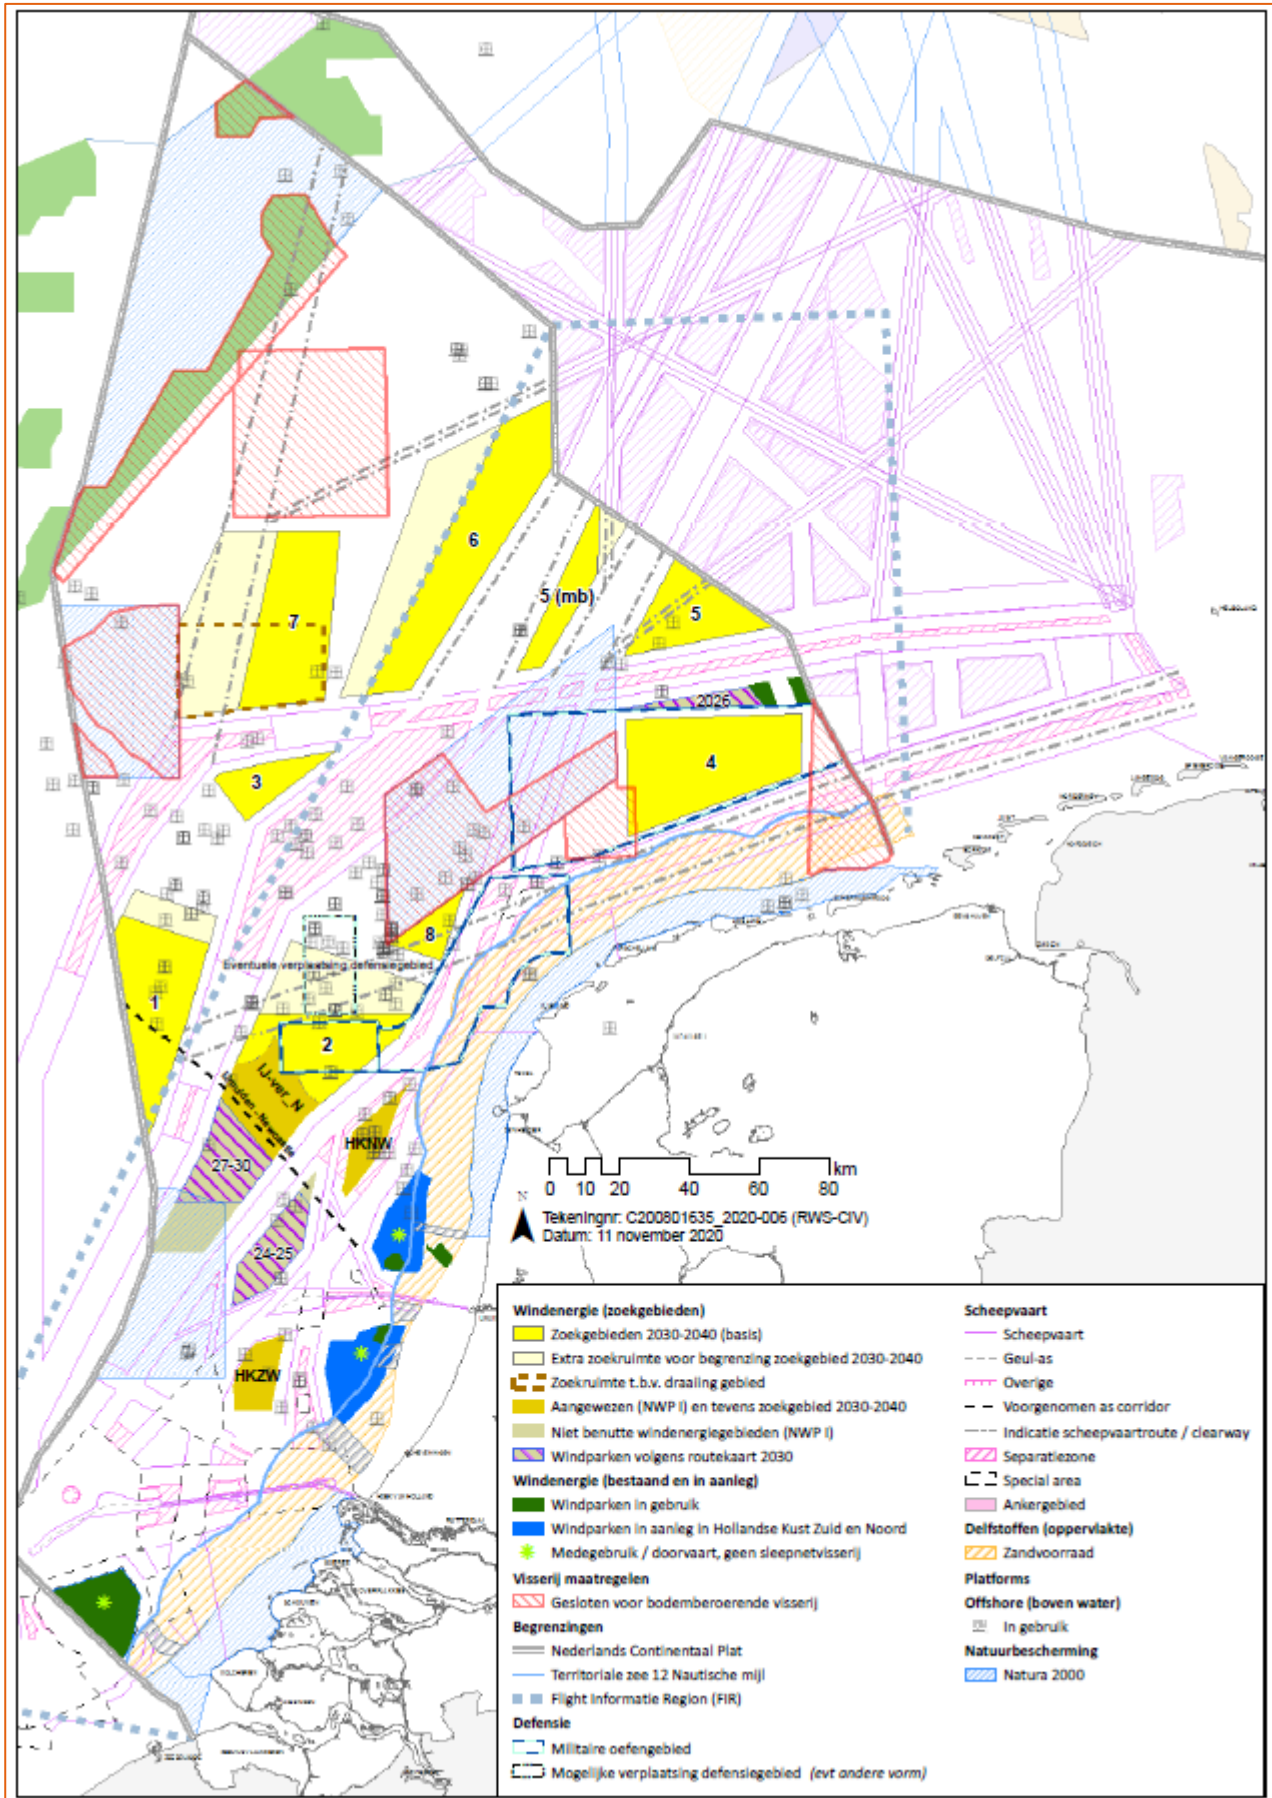 6
5 (mb)
5
7
2026
4
3
8
Eventuele verplaatsing defensiegebied
1
2
IJ-ver_N
IJmuiden - Newcastle
HKNW
27-30
km
0 10 20 40 60 80
N
Tekeningnr: C200801635_2020-006 (RWS-CIV)
Datum: 11 november 2020
24-25
HKZW
Windenergie (zoekgebieden)
Zoekgebieden 2030-2040 (basis)
Extra zoekruimte voor begrenzing zoekgebied 2030-2040
Zoekruimte t.b.v. draaiing gebied
Aangewezen (NWP I) en tevens zoekgebied 2030-2040
Niet benutte windenergiegebieden (NWP I)
Windparken volgens routekaart 2030
Windenergie (bestaand en in aanleg)
Windparken in gebruik
Windparken in aanleg in Hollandse Kust Zuid en Noord
Medegebruik / doorvaart, geen sleepnetvisserij
Visserij maatregelen
Gesloten voor bodemberoerende visserij
Begrenzingen
Nederlands Continentaal Plat
Territoriale zee 12 Nautische mijl
Flight Informatie Region (FIR)
Defensie
Militaire oefengebied
Mogelijke verplaatsing defensiegebied (evt andere vorm)
Scheepvaart
Scheepvaart
Geul-as
Overige
Voorgenomen as corridor
Indicatie scheepvaartroute / clearway
Separatiezone
Special area
Ankergebied
Delfstoffen (oppervlakte)
Zandvoorraad
Platforms
Offshore (boven water)
In gebruik
Natuurbescherming
Natura 2000